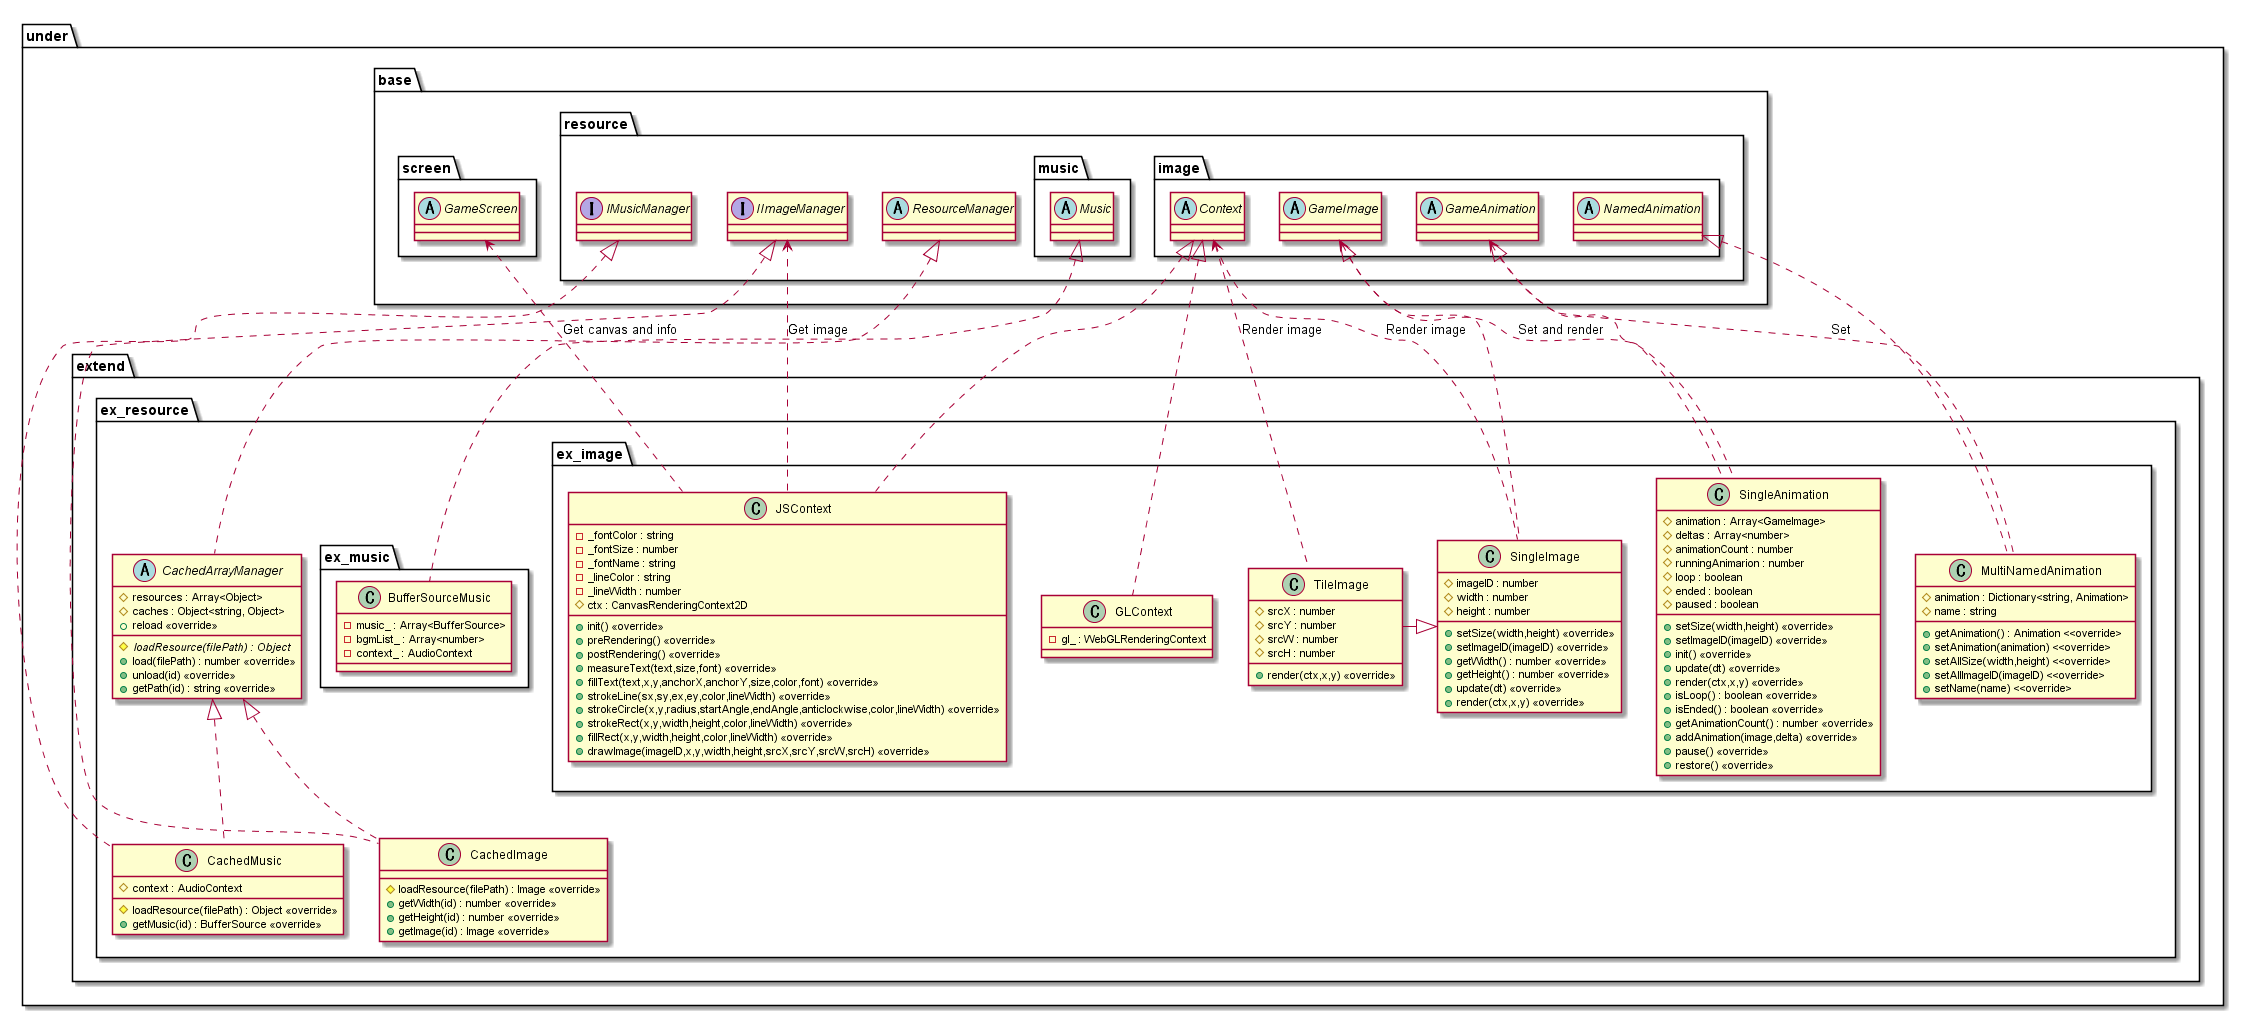 under
base
resource
screen
music
image
GameScreen
IMusicManager
IImageManager
ResourceManager
Music
Context
GameImage
GameAnimation
NamedAnimation
Get canvas and info
Get image
Render image
Render image
Set and render
Set
extend
ex_resource
ex_image
ex_music
CachedArrayManager
resources : Array<Object>
caches : Object<string, Object>
reload «override»
loadResource(filePath) : Object
load(filePath) : number «override»
unload(id) «override»
getPath(id) : string «override»
BufferSourceMusic
music_ : Array<BufferSource>
bgmList_ : Array<number>
context_ : AudioContext
JSContext
_fontColor : string
_fontSize : number
_fontName : string
_lineColor : string
_lineWidth : number
ctx : CanvasRenderingContext2D
init() «override»
preRendering() «override»
postRendering() «override»
measureText(text,size,font) «override»
fillText(text,x,y,anchorX,anchorY,size,color,font) «override»
strokeLine(sx,sy,ex,ey,color,lineWidth) «override»
strokeCircle(x,y,radius,startAngle,endAngle,anticlockwise,color,lineWidth) «override»
strokeRect(x,y,width,height,color,lineWidth) «override»
fillRect(x,y,width,height,color,lineWidth) «override»
drawImage(imageID,x,y,width,height,srcX,srcY,srcW,srcH) «override»
GLContext
gl_ : WebGLRenderingContext
TileImage
srcX : number
srcY : number
srcW : number
srcH : number
render(ctx,x,y) «override»
SingleImage
imageID : number
width : number
height : number
setSize(width,height) «override»
setImageID(imageID) «override»
getWidth() : number «override»
getHeight() : number «override»
update(dt) «override»
render(ctx,x,y) «override»
SingleAnimation
animation : Array<GameImage>
deltas : Array<number>
animationCount : number
runningAnimarion : number
loop : boolean
ended : boolean
paused : boolean
setSize(width,height) «override»
setImageID(imageID) «override»
init() «override»
update(dt) «override»
render(ctx,x,y) «override»
isLoop() : boolean «override»
isEnded() : boolean «override»
getAnimationCount() : number «override»
addAnimation(image,delta) «override»
pause() «override»
restore() «override»
MultiNamedAnimation
animation : Dictionary<string, Animation>
name : string
getAnimation() : Animation <<override>
setAnimation(animation) <<override>
setAllSize(width,height) <<override>
setAllImageID(imageID) <<override>
setName(name) <<override>
CachedMusic
context : AudioContext
loadResource(filePath) : Object «override»
getMusic(id) : BufferSource «override»
CachedImage
loadResource(filePath) : Image «override»
getWidth(id) : number «override»
getHeight(id) : number «override»
getImage(id) : Image «override»